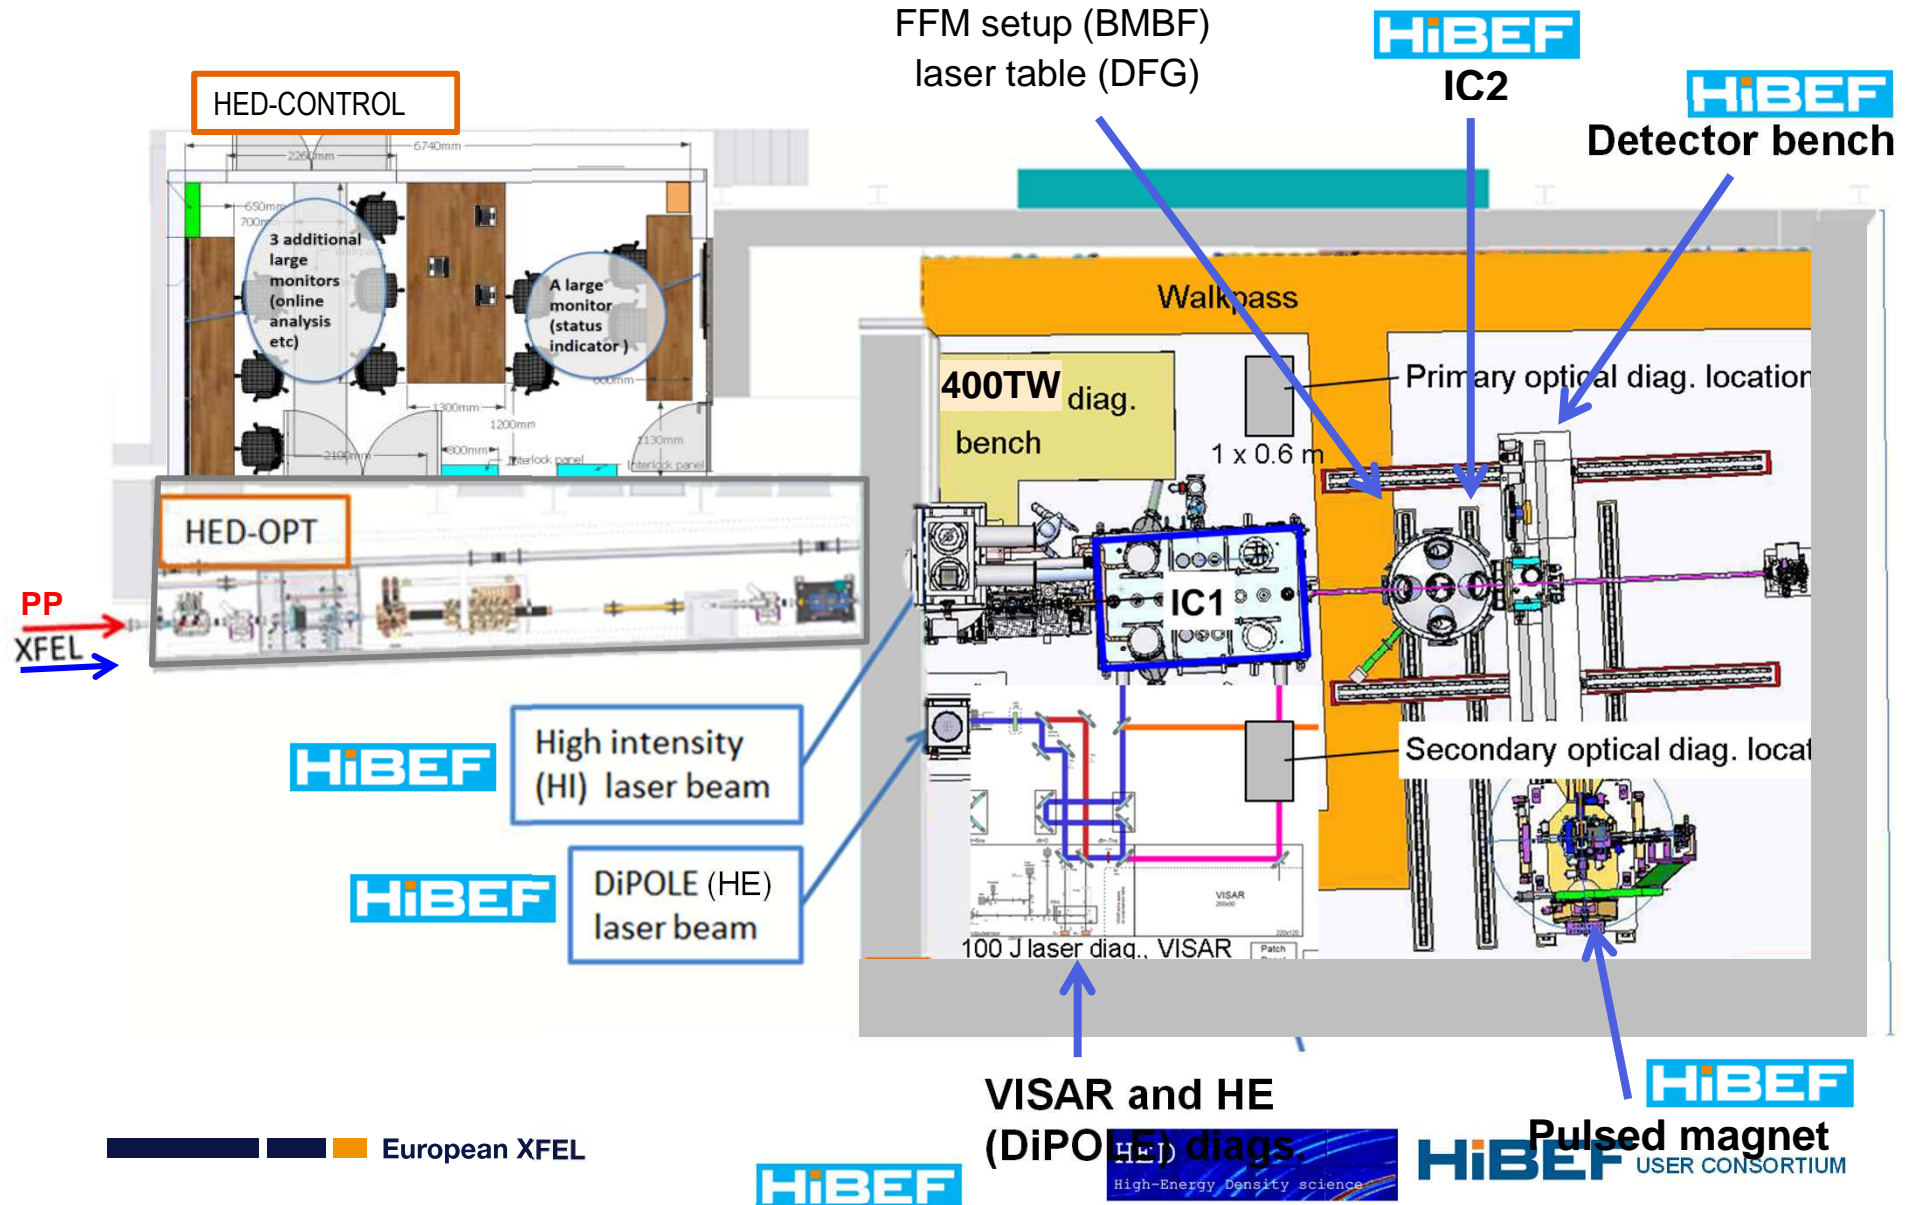 FFM setup (BMBF)
laser table (DFG)
HiBEF
IC2
HiBEF
Detector bench
HED-CONTROL
6740mm
2260mm
650mm
3 additional
large
monitors
(online
analysis
etc)
A large
monitor
(status
indicator )
600mm
1300mm
1200mm
1130mm
800mm
2100mm
Interlock panel
Interlock panel
Walkpass
400TW diag.
bench
1 x 0.6 m
Primary optical diag. location
HED-OPT
PP
XFEL
IC1
High intensity
(HI) laser beam
HiBEF
DiPOLE (HE)
laser beam
HiBEF
Secondary optical diag. locat
VISAR
100 J laser diag., VISAR
Patch
VISAR and HE
(DiPOLE) diags.
HiBEF
Pulsed magnet
European XFEL
HED
High-Energy Density science
HiBEF
USER CONSORTIUM
HiBEF